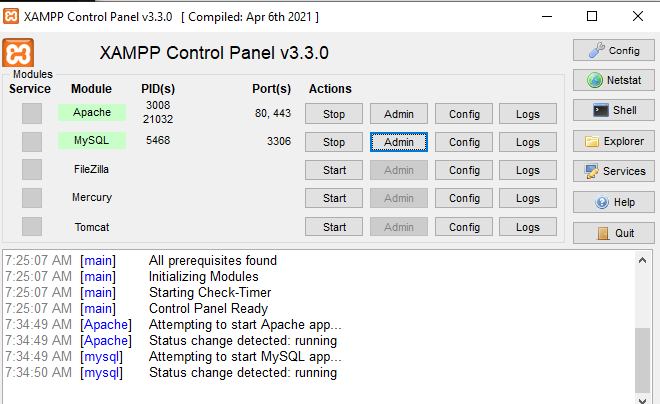 XAMPP Control Panel v3.3.0 [ Compiled: Apr 6th 2021 ]
XAMPP Control Panel v3.3.0
Config
Modules
Service Module PID(s) Port(s) Actions
Netstat
Apache 3008 80, 443 Stop Admin Config Logs
21032
Shell
MySQL 5468 3306 Stop Admin Config Logs
Explorer
FileZilla Start Admin Config Logs
Services
Mercury Start Admin Config Logs
Help
Tomcat Start Admin Config Logs
Quit
7:25:07 AM [main] All prerequisites found
7:25:07 AM [main] Initializing Modules
7:25:07 AM [main] Starting Check-Timer
7:25:07 AM [main] Control Panel Ready
7:34:49 AM [Apache] Attempting to start Apache app...
7:34:49 AM [Apache] Status change detected: running
7:34:49 AM [mysql] Attempting to start MySQL app...
7:34:50 AM [mysql] Status change detected: running